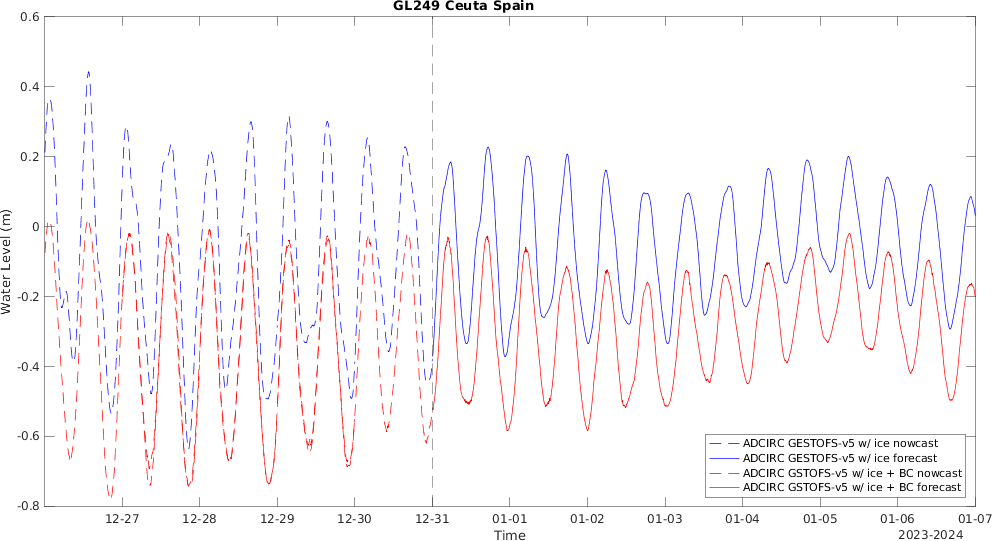 GL249 Ceuta Spain
0.6
0.4
0.2
0
-0.2
-0.4
-0.6
-0.8
Water Level (m)
ADCIRC GESTOFS-v5 w/ ice nowcast
ADCIRC GESTOFS-v5 w/ ice forecast
ADCIRC GSTOFS-v5 w/ ice + BC nowcast
ADCIRC GSTOFS-v5 w/ ice + BC forecast
12-27 12-28 12-29 12-30 12-31 01-01 01-02 01-03 01-04 01-05 01-06 01-07
Time
2023-2024